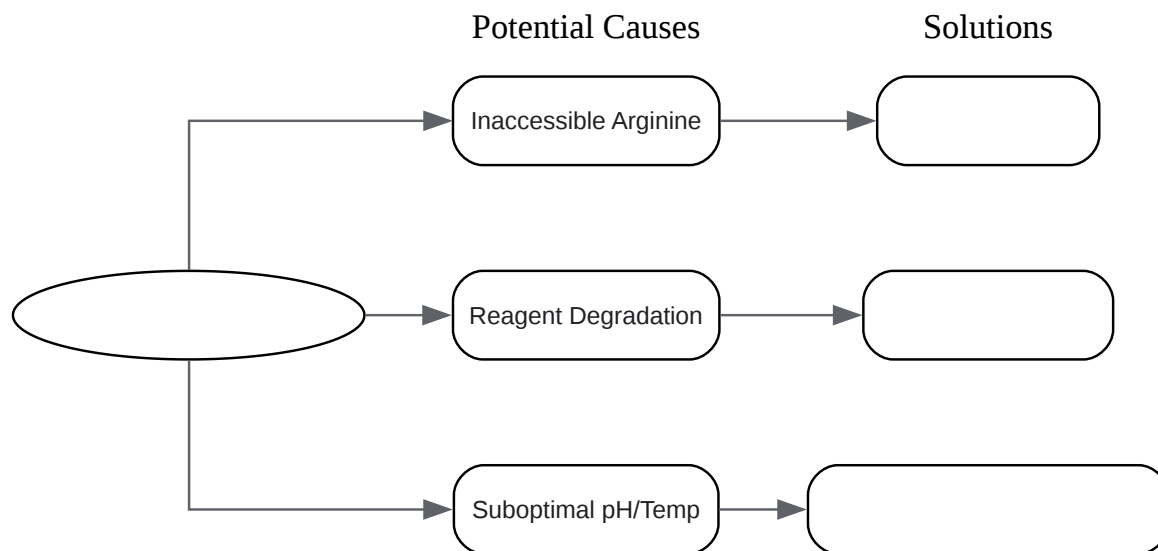 Potential Causes
Solutions
Inaccessible Arginine
Reagent Degradation
Suboptimal pH/Temp